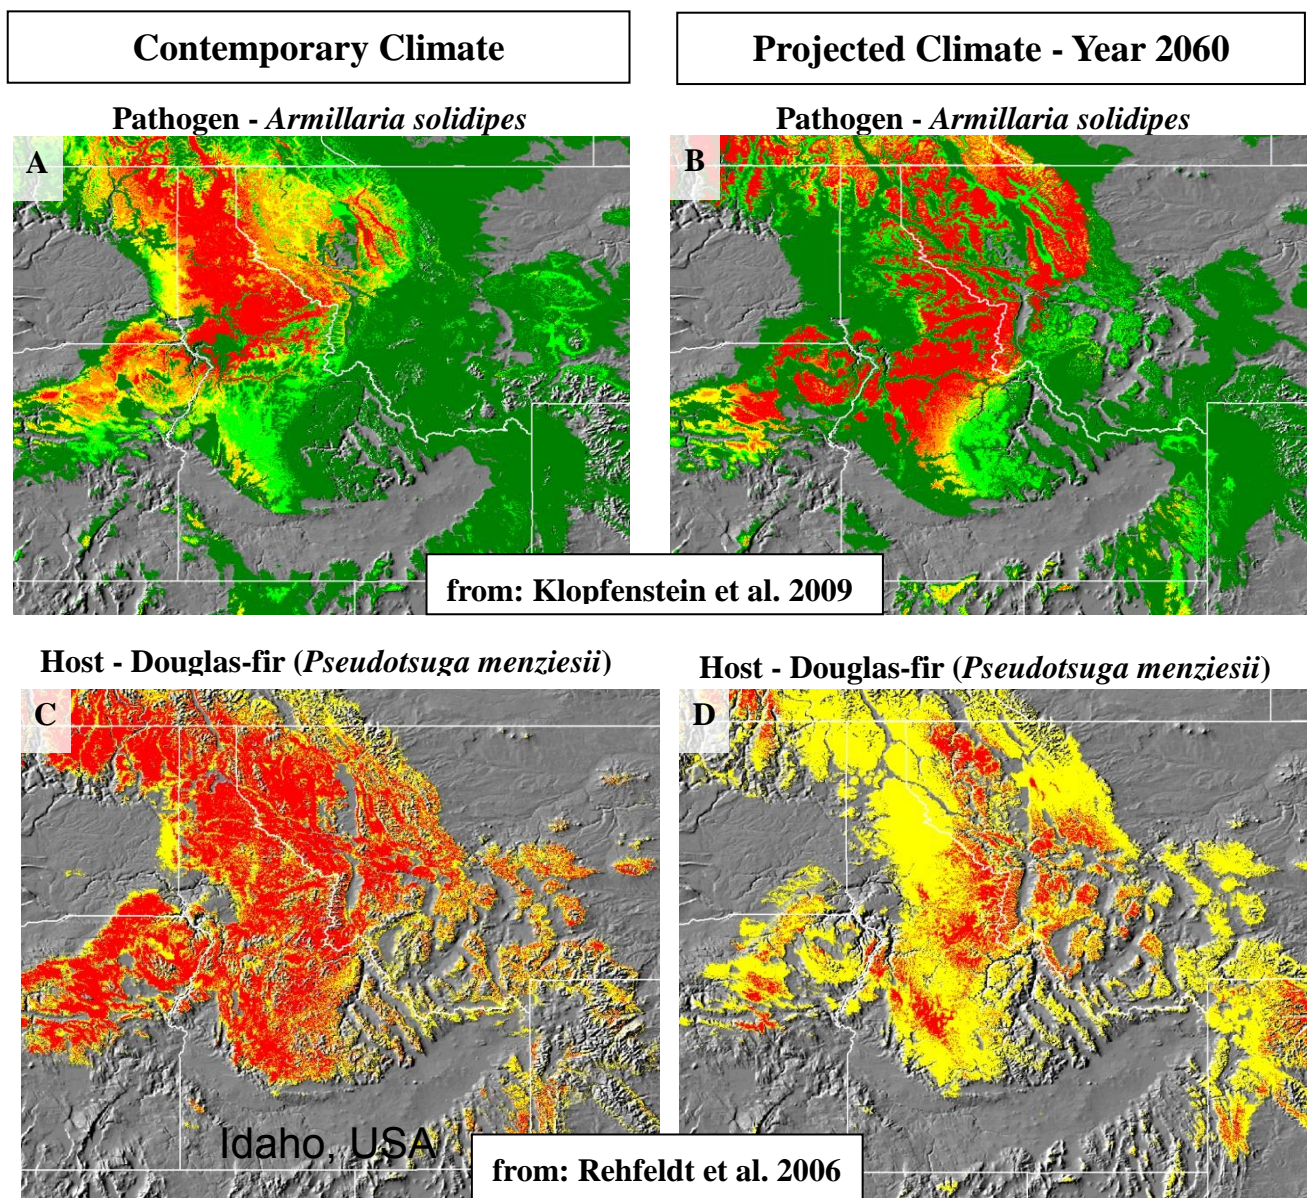 Contemporary Climate
Projected Climate - Year 2060
Pathogen - Armillaria solidipes
Pathogen - Armillaria solidipes
A
B
from: Klopfenstein et al. 2009
Host - Douglas-fir (Pseudotsuga menziesii)
Host - Douglas-fir (Pseudotsuga menziesii)
C
D
Idaho, USA
from: Rehfeldt et al. 2006